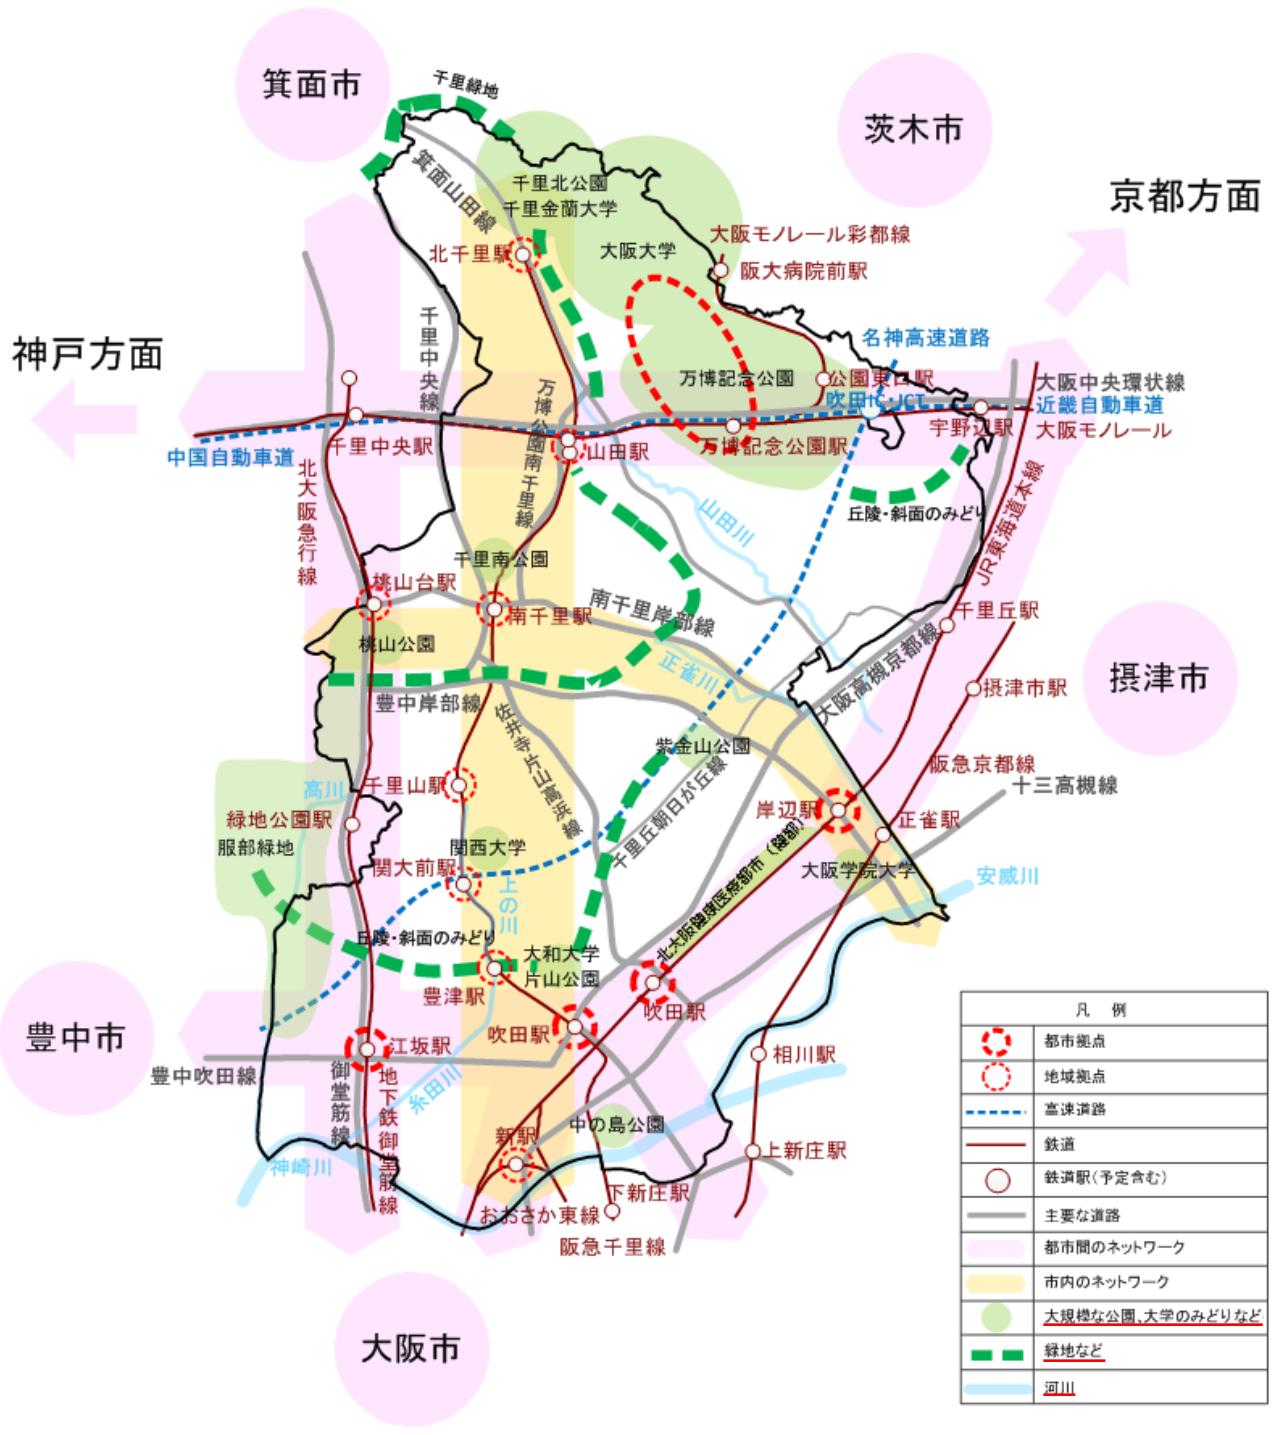 箕面市
千里緑地
茨木市
京都方面
箕面山田線
千里北公園
千里金蘭大学
北千里駅
大阪大学
大阪モノレール彩都線
阪大病院前駅
神戸方面
千里中央線
名神高速道路
万博記念公園
公園東口駅
大阪中央環状線
吹田IC・JCT
近畿自動車道
宇野辺駅
大阪モノレール
万博公園南千里線
中国自動車道
千里中央駅
山田駅
万博記念公園駅
北大阪急行線
山田川
丘陵・斜面のみどり
JR東海道本線
千里南公園
桃山台駅
南千里駅
南千里岸部線
千里丘駅
桃山公園
正雀川
大阪高槻京都線
摂津市
摂津市駅
豊中岸部線
佐井寺片山高浜線
紫金山公園
阪急京都線
十三高槻線
高川
千里山駅
千里丘朝日が丘線
岸辺駅
正雀駅
緑地公園駅
服部緑地
関西大学
関大前駅
北大阪健康医療都市（健都）
大阪学院大学
安威川
上の川
丘陵・斜面のみどり
大和大学
片山公園
豊津駅
吹田駅
吹田駅
豊中市
江坂駅
相川駅
豊中吹田線
御堂筋線
地下鉄御堂筋線
糸田川
中の島公園
新駅
上新庄駅
神崎川
下新庄駅
おおさか東線
阪急千里線
大阪市
凡 例
都市拠点
地域拠点
高速道路
鉄道
鉄道駅（予定含む）
主要な道路
都市間のネットワーク
市内のネットワーク
大規模な公園、大学のみどりなど
緑地など
河川